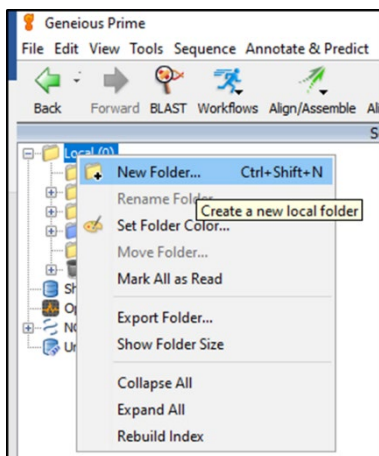 Geneious Prime
File Edit View Tools Sequence Annotate & Predict
Back Forward BLAST Workflows Align/Assemble
Local (0)
New Folder... Ctrl+Shift+N
Rename Folder...
Create a new local folder
Set Folder Color...
Move Folder...
Mark All as Read
Export Folder...
Show Folder Size
Collapse All
Expand All
Rebuild Index